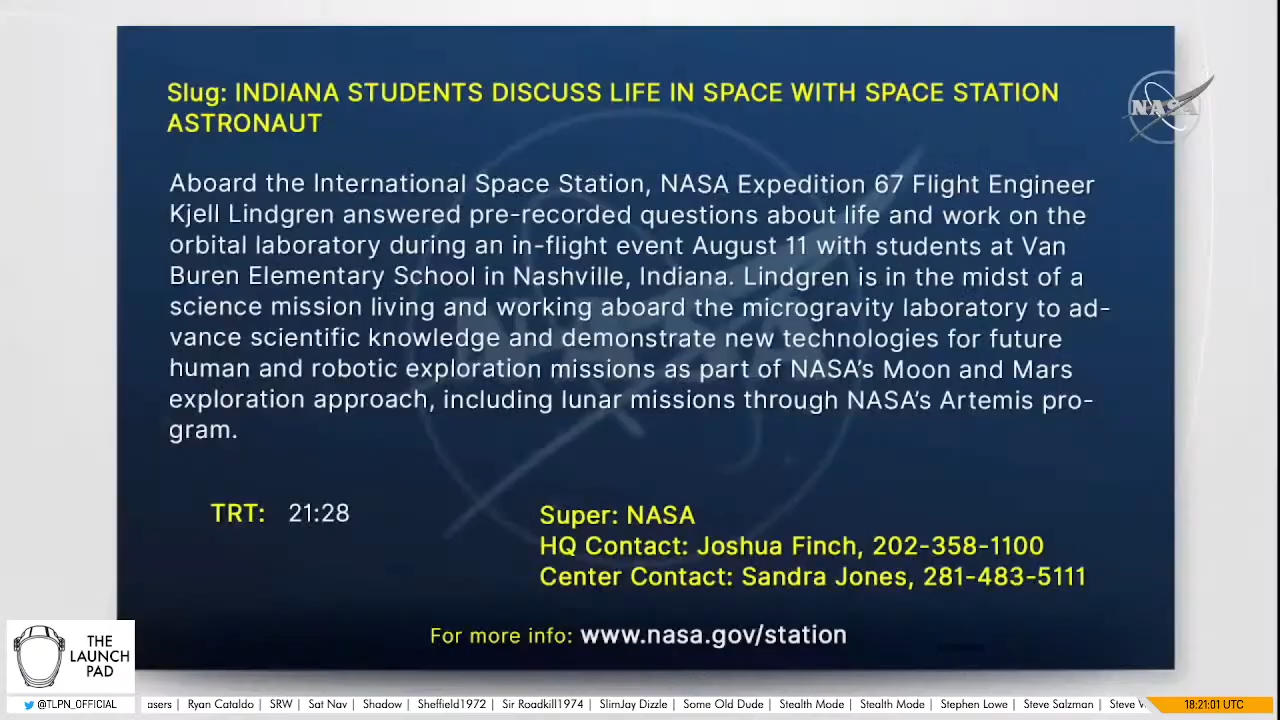 Slug: INDIANA STUDENTS DISCUSS LIFE IN SPACE WITH SPACE STATION
ASTRONAUT
NASA
Aboard the International Space Station, NASA Expedition 67 Flight Engineer
Kjell Lindgren answered pre-recorded questions about life and work on the
orbital laboratory during an in-flight event August 11 with students at Van
Buren Elementary School in Nashville, Indiana. Lindgren is in the midst of a
science mission living and working aboard the microgravity laboratory to ad-
vance scientific knowledge and demonstrate new technologies for future
human and robotic exploration missions as part of NASA's Moon and Mars
exploration approach, including lunar missions through NASA's Artemis pro-
gram.
TRT: 21:28
Super: NASA
HQ Contact: Joshua Finch, 202-358-1100
Center Contact: Sandra Jones, 281-483-5111
For more info: www.nasa.gov/station
THE
LAUNCH
PAD
@TLPN_OFFICIAL
asers | Ryan Cataldo | SRW | Sat Nav | Shadow | Sheffield1972 | Sir Roadkill1974 | SlimJay Dizzle | Some Old Dude | Stealth Mode | Stealth Mode | Stephen Lowe | Steve Salzman | Steve
18:21:01 UTC